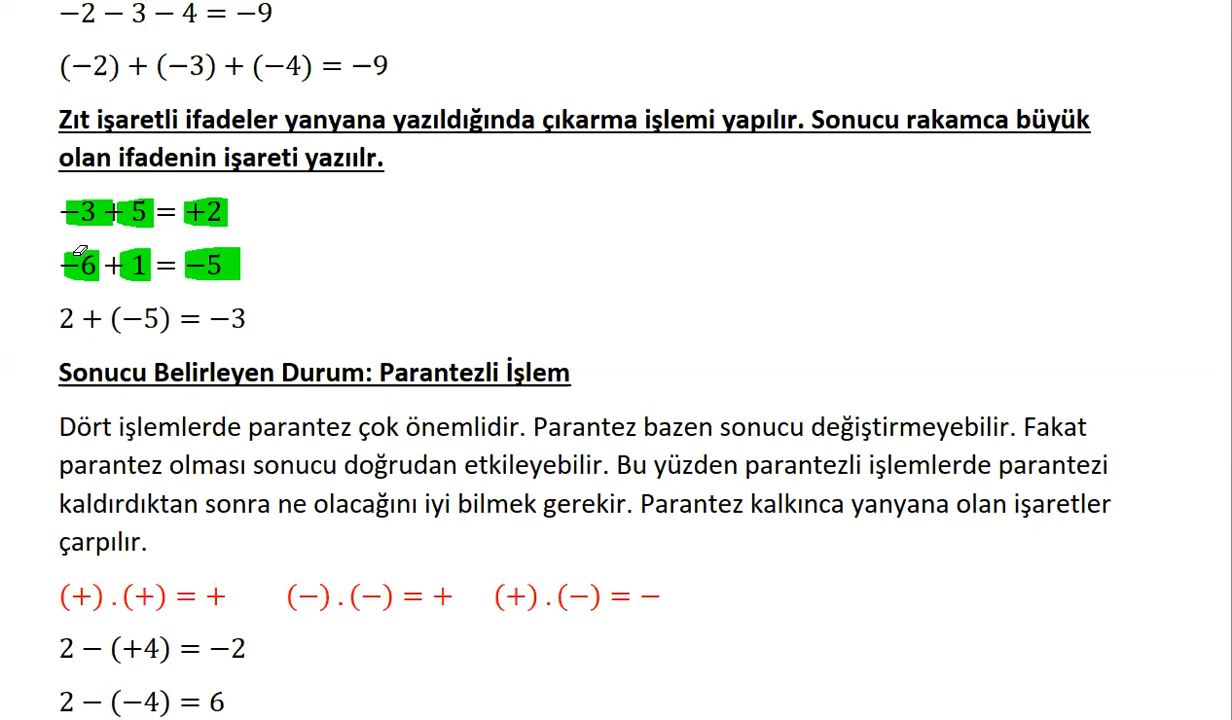 −2 − 3 − 4 = −9
(−2) + (−3) + (−4) = −9
Zıt işaretli ifadeler yanyana yazıldığında çıkarma işlemi yapılır. Sonucu rakamca büyük
olan ifadenin işareti yazıılr.
−3 + 5 = +2
−6 + 1 = −5
2 + (−5) = −3
Sonucu Belirleyen Durum: Parantezli İşlem
Dört işlemlerde parantez çok önemlidir. Parantez bazen sonucu değiştirmeyebilir. Fakat
parantez olması sonucu doğrudan etkileyebilir. Bu yüzden parantezli işlemlerde parantezi
kaldırdıktan sonra ne olacağını iyi bilmek gerekir. Parantez kalkınca yanyana olan işaretler
çarpılır.
(+) . (+) = + (−) . (−) = + (+) . (−) = −
2 − (+4) = −2
2 − (−4) = 6